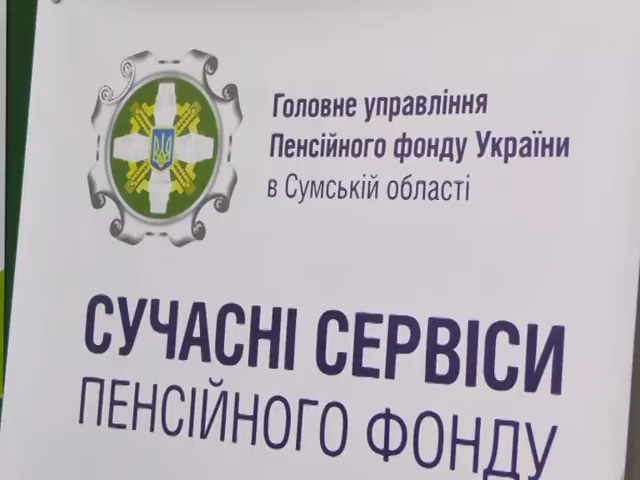 Головне управління
Пенсійного фонду України
в Сумській області
СУЧАСНІ СЕРВІСИ
ПЕНСІЙНОГО ФОНДУ